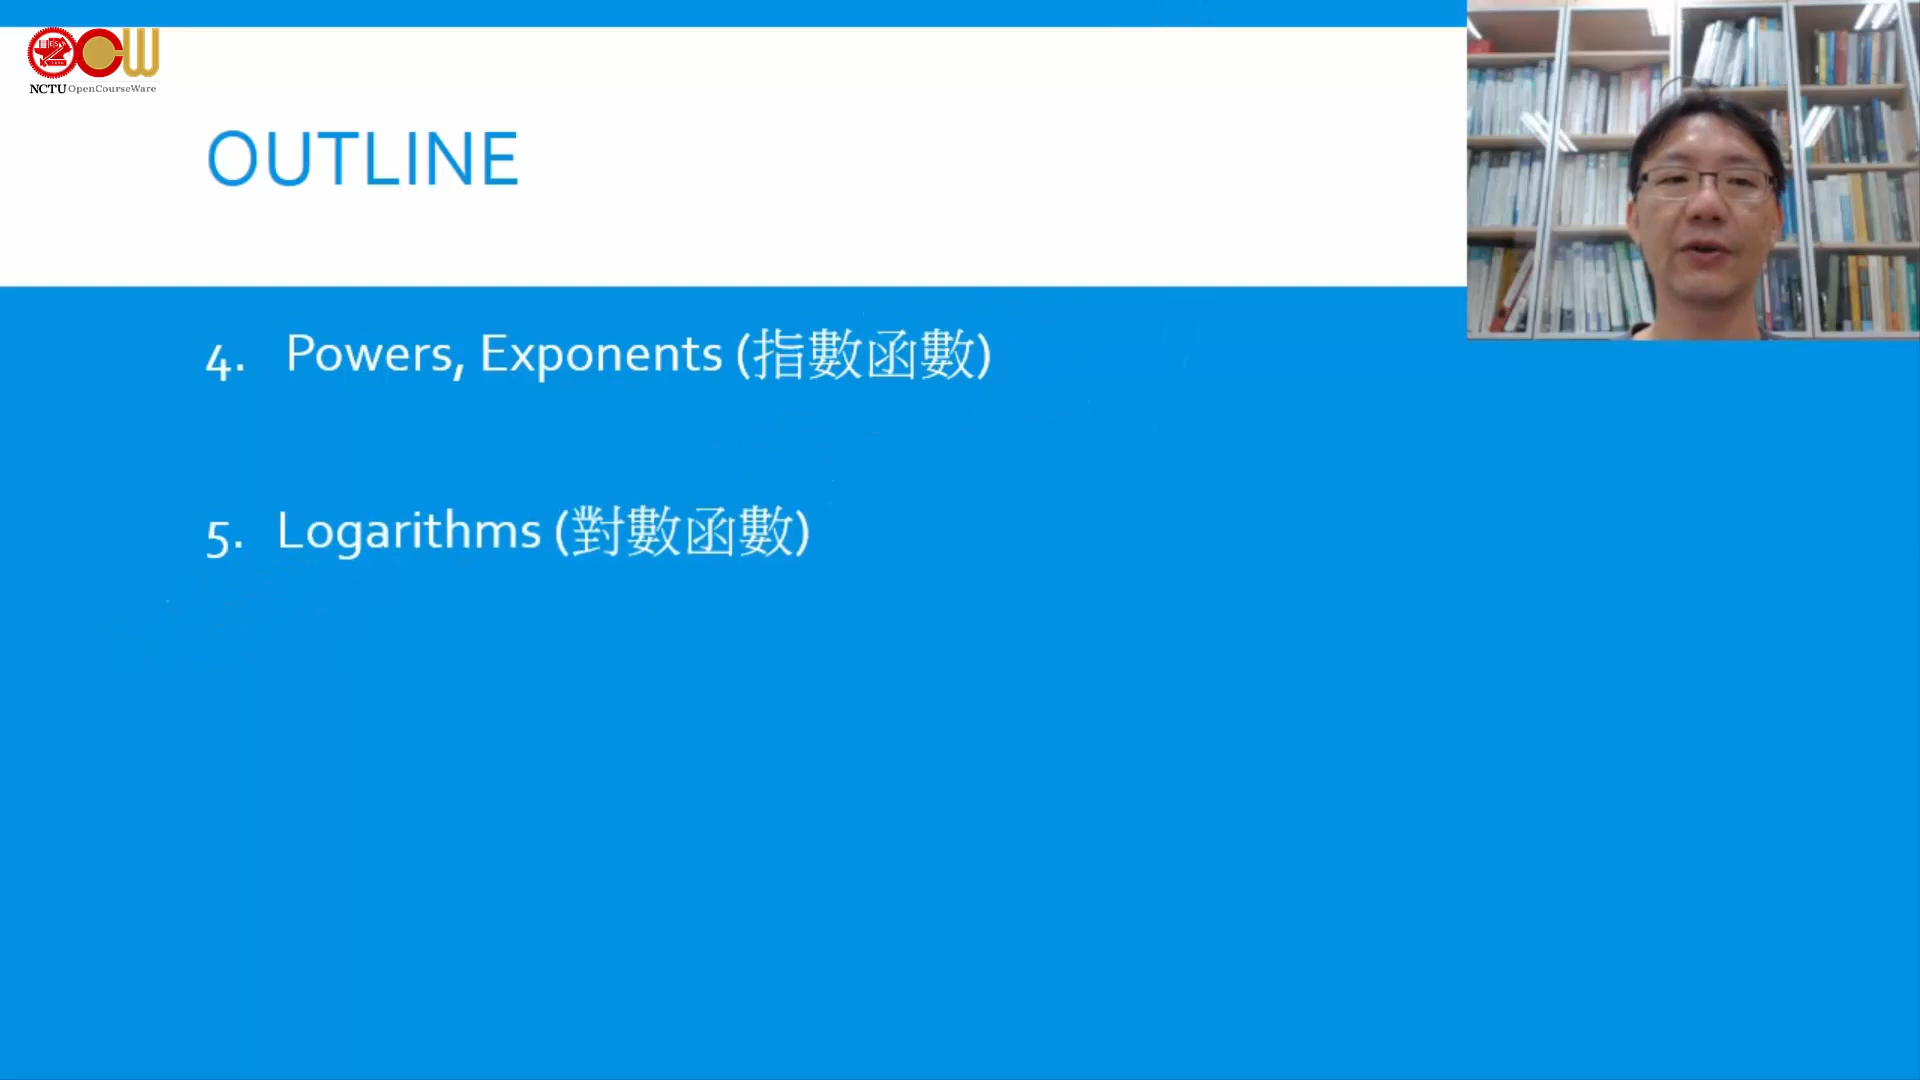 NCTU OpenCourseWare
OUTLINE
4. Powers, Exponents (指數函數)
5. Logarithms (對數函數)